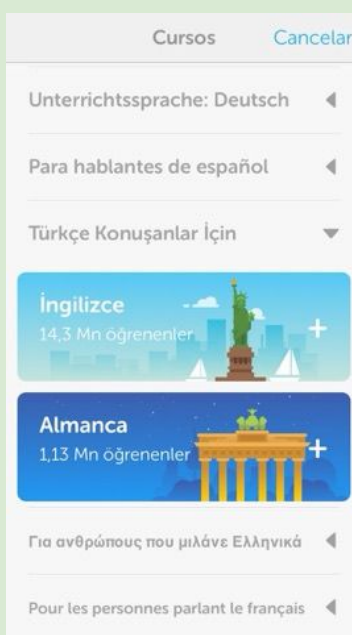 Cursos
Cancelar
Unterrichtssprache: Deutsch
Para hablantes de español
Türkçe Konuşanlar İçin
İngilizce
14,3 Mn öğrenenler
Almanca
1,13 Mn öğrenenler
Για ανθρώπους που μιλάνε Ελληνικά
Pour les personnes parlant le français